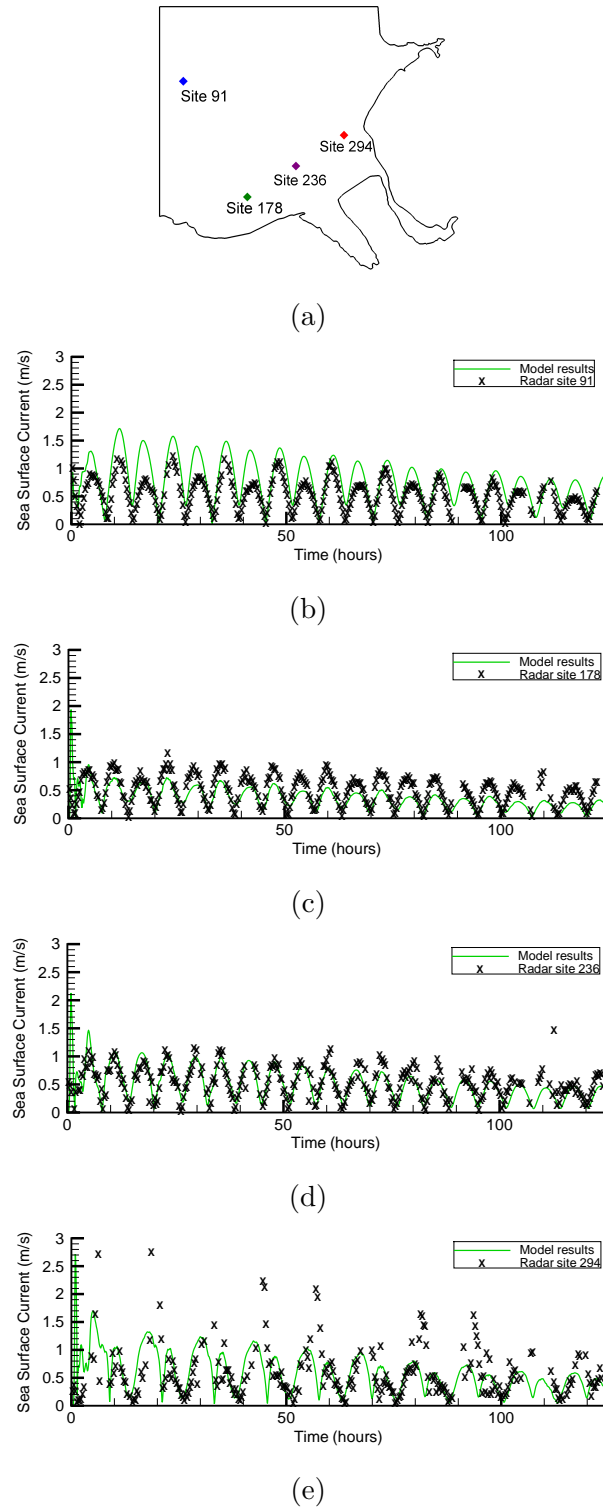 Site 91
Site 294
Site 236
Site 178
(a)
Sea Surface Current (m/s)
3
2.5
2
1.5
1
0.5
0
0
50
100
Time (hours)
Model results
Radar site 91
(b)
Sea Surface Current (m/s)
3
2.5
2
1.5
1
0.5
0
0
50
100
Time (hours)
Model results
Radar site 178
(c)
Sea Surface Current (m/s)
3
2.5
2
1.5
1
0.5
0
0
50
100
Time (hours)
Model results
Radar site 236
(d)
Sea Surface Current (m/s)
3
2.5
2
1.5
1
0.5
0
0
50
100
Time (hours)
Model results
Radar site 294
(e)